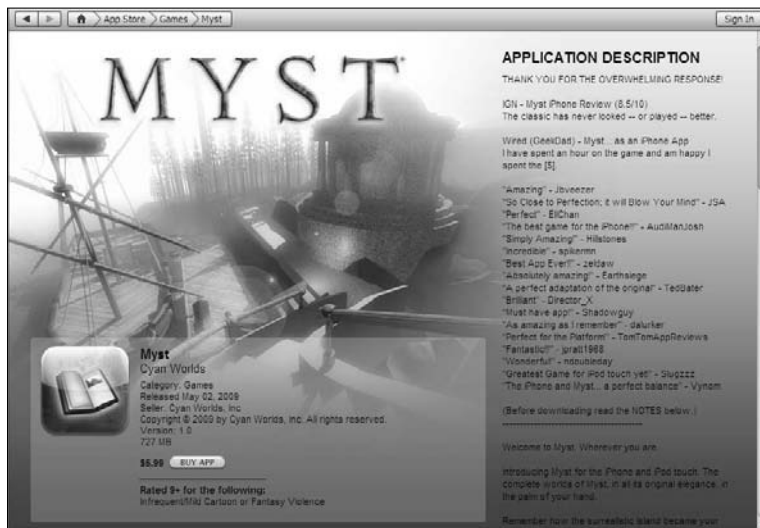 App Store
Games
Myst
Sign In
MYST
Myst
Cyan Worlds
Category: Games
Released May 02, 2009
Seller: Cyan Worlds, Inc
Copyright © 2009 by Cyan Worlds, Inc. All rights reserved.
Version: 1.0
727 MB
$5.99 BUY APP
Rated 9+ for the following:
Infrequent/Mild Cartoon or Fantasy Violence
APPLICATION DESCRIPTION
THANK YOU FOR THE OVERWHELMING RESPONSE!
IGN - Myst iPhone Review (8.5/10)
The classic has never looked -- or played -- better.
Wired (GeekDad) - Myst... as an iPhone App
I have spent an hour on the game and am happy I
spent the [$].
"Amazing" - Jbveezer
"So Close to Perfection; it will Blow Your Mind" - JSA
"Perfect" - EllChan
"The best game for the iPhone!!" - AudiManJosh
"Simply Amazing" - Hillstones
"Incredible" - spikermn
"Best App Ever!!" - zeldaw
"Absolutely amazing" - Earthsiege
"A perfect adaptation of the original" - TedBater
"Brilliant" - Director_X
"Must have app!" - Shadowguy
"As amazing as I remember" - dalurker
"Perfect for the Platform" - TomTomAppReviews
"Fantastic!!" - jpratt1988
"Wonderful!" - ndoubleday
"Greatest Game for iPod touch yet!" - Slugzzz
"The iPhone and Myst... a perfect balance" - Vynom
(Before downloading read the NOTES below.)
--------------------------------------------
Welcome to Myst, Wherever you are.
Introducing Myst for the iPhone and iPod touch. The
complete worlds of Myst, in all its original elegance, in
the palm of your hand.
Remember how the surrealistic island became your